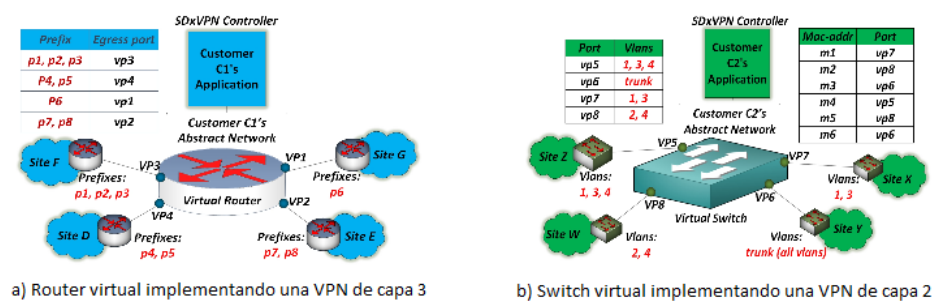 SDxVPN Controller
Prefix Egress port
p1, p2, p3 vp3
P4, p5 vp4
P6 vp1
p7, p8 vp2
Customer
C1's
Application
Customer C1's
Abstract Network
Site F
Prefixes:
p1, p2, p3
VP3
VP1
Site G
Prefixes:
p6
Virtual Router
VP4
VP2
Site D
Prefixes:
p4, p5
Prefixes:
p7, p8
Site E
a) Router virtual implementando una VPN de capa 3
SDxVPN Controller
Port Vlans
vp5 1, 3, 4
vp6 trunk
vp7 1, 3
vp8 2, 4
Customer
C2's
Application
Mac-addr Port
m1 vp7
m2 vp8
m3 vp6
m4 vp5
m5 vp8
m6 vp6
Customer C2's
Abstract Network
Site Z
Vlans:
1, 3, 4
VP5
VP7
Site X
Vlans:
1, 3
VP8
VP6
Virtual Switch
Site W
Vlans:
2, 4
Vlans:
trunk (all vlans)
Site Y
b) Switch virtual implementando una VPN de capa 2